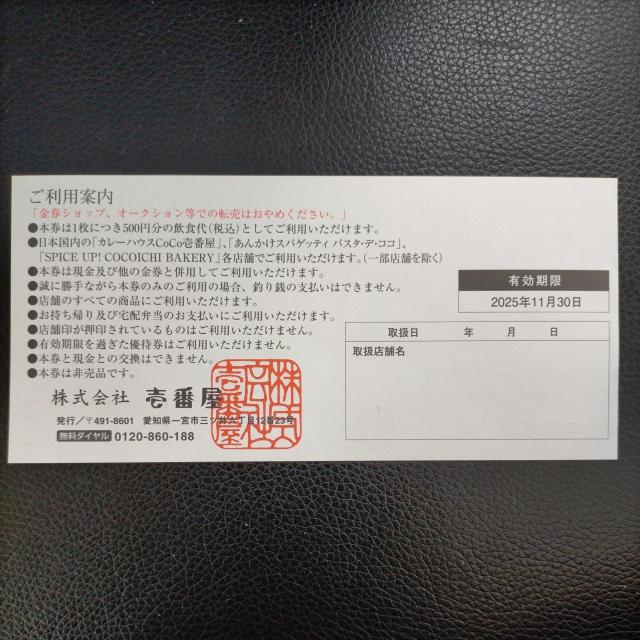 ご利用案内
「金券ショップ、オークション等での転売はおやめください。」
●本券は1枚につき500円分の飲食代(税込)としてご利用いただけます。
●日本国内の「カレーハウスCoCo壱番屋」、「あんかけスパゲッティ パスタ・デ・ココ」、
「SPICE UP! COCOICHI BAKERY」各店舗でご利用いただけます。(一部店舗を除く)
●本券は現金及び他の金券と併用してご利用いただけます。
●誠に勝手ながら本券のみのご利用の場合、釣り銭の支払いはできません。
●店舗のすべての商品にご利用いただけます。
●お持ち帰り及び宅配弁当のお支払いにご利用いただけます。
●店舗印が押印されているものはご利用いただけません。
●有効期限を過ぎた優待券はご利用いただけません。
●本券と現金との交換はできません。
●本券は非売品です。
株式会社 壱番屋
発行/〒491-8601 愛知県一宮市三ツ井六丁目12番23号
無料ダイヤル 0120-860-188
有効期限
2025年11月30日
取扱日 年 月 日
取扱店舗名
株式会社壱番屋